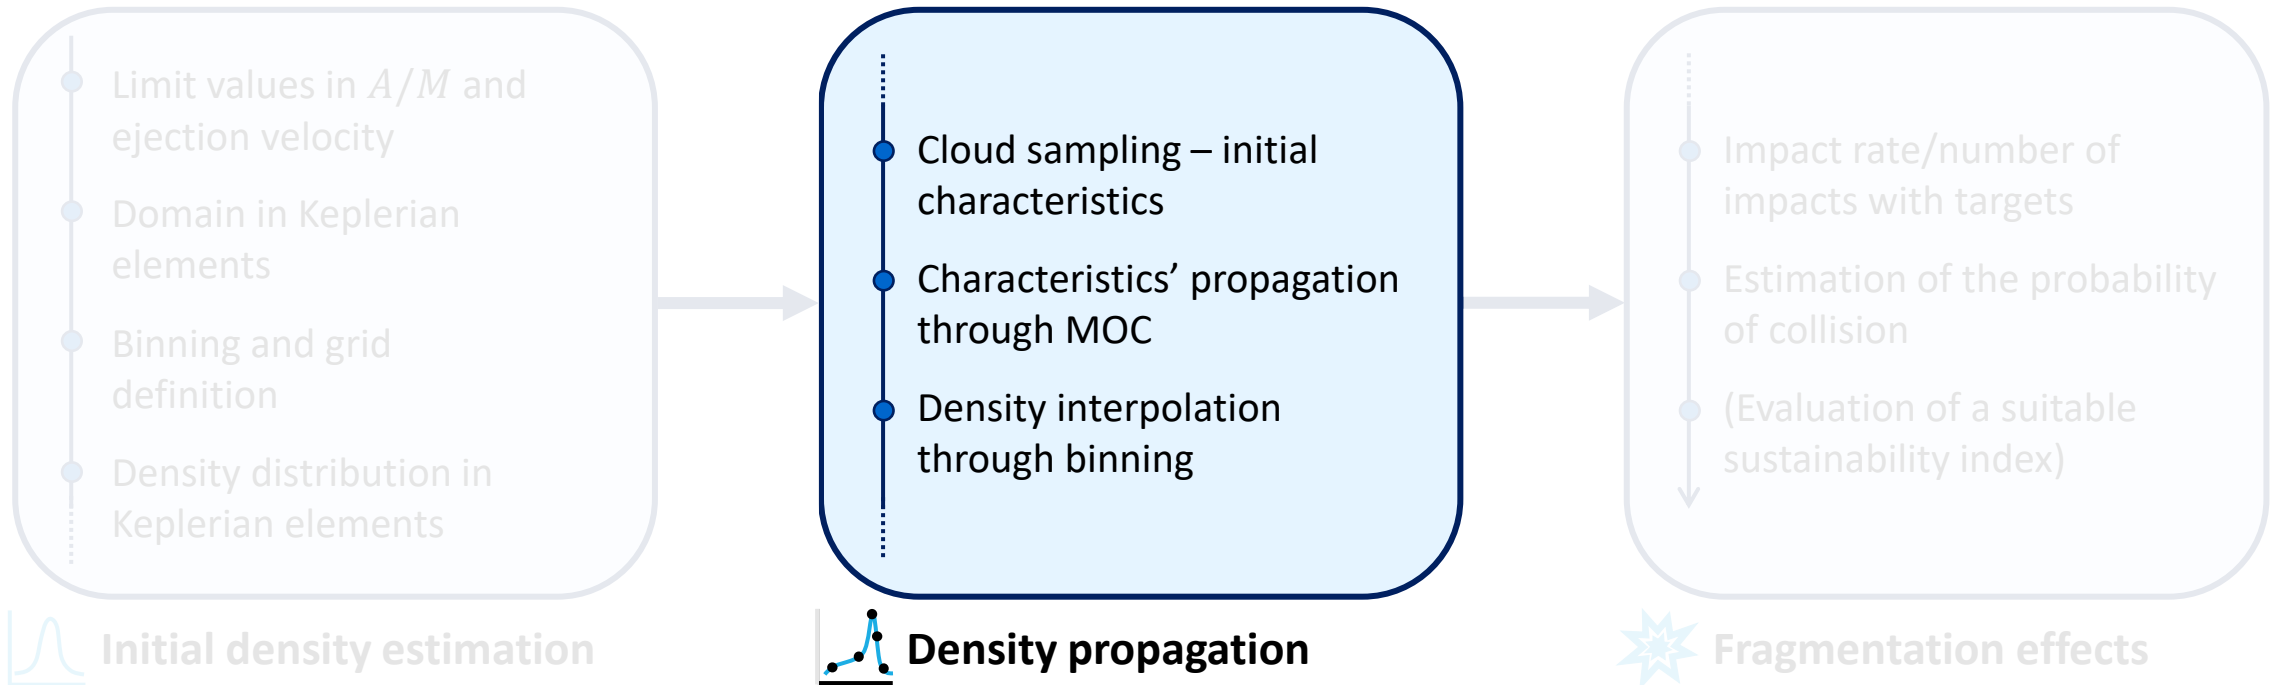 Limit values in A/M and
ejection velocity
Domain in Keplerian
elements
Binning and grid
definition
Density distribution in
Keplerian elements
Initial density estimation
Cloud sampling – initial
characteristics
Characteristics’ propagation
through MOC
Density interpolation
through binning
Density propagation
Impact rate/number of
impacts with targets
Estimation of the probability
of collision
(Evaluation of a suitable
sustainability index)
Fragmentation effects